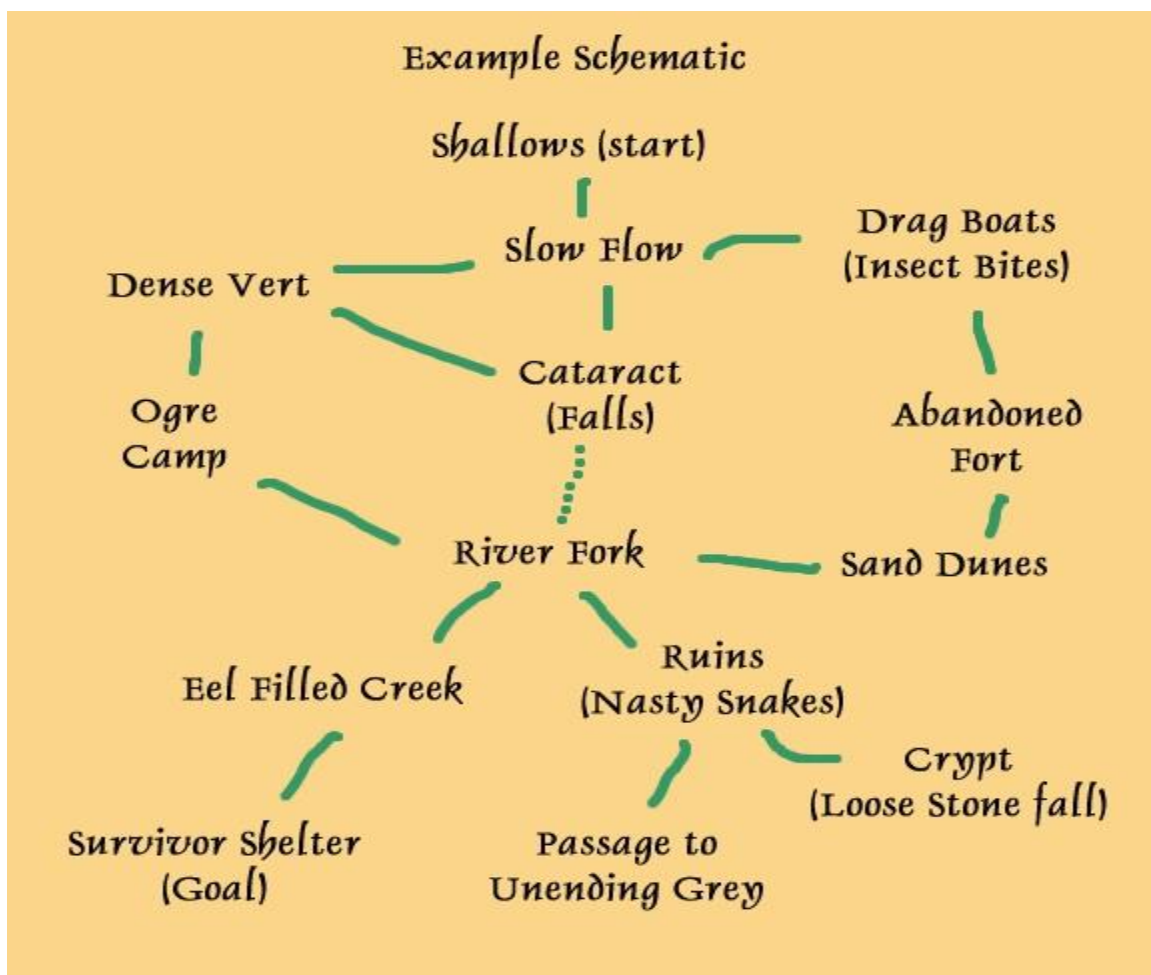 Example Schematic
Shallows (start)
Slow Flow
Drag Boats
(Insect Bites)
Dense Vert
Cataract
(Falls)
Ogre
Camp
Abandoned
Fort
River Fork
Sand Dunes
Eel Filled Creek
Ruins
(Nasty Snakes)
Crypt
(Loose Stone fall)
Survivor Shelter
(Goal)
Passage to
Unending Grey